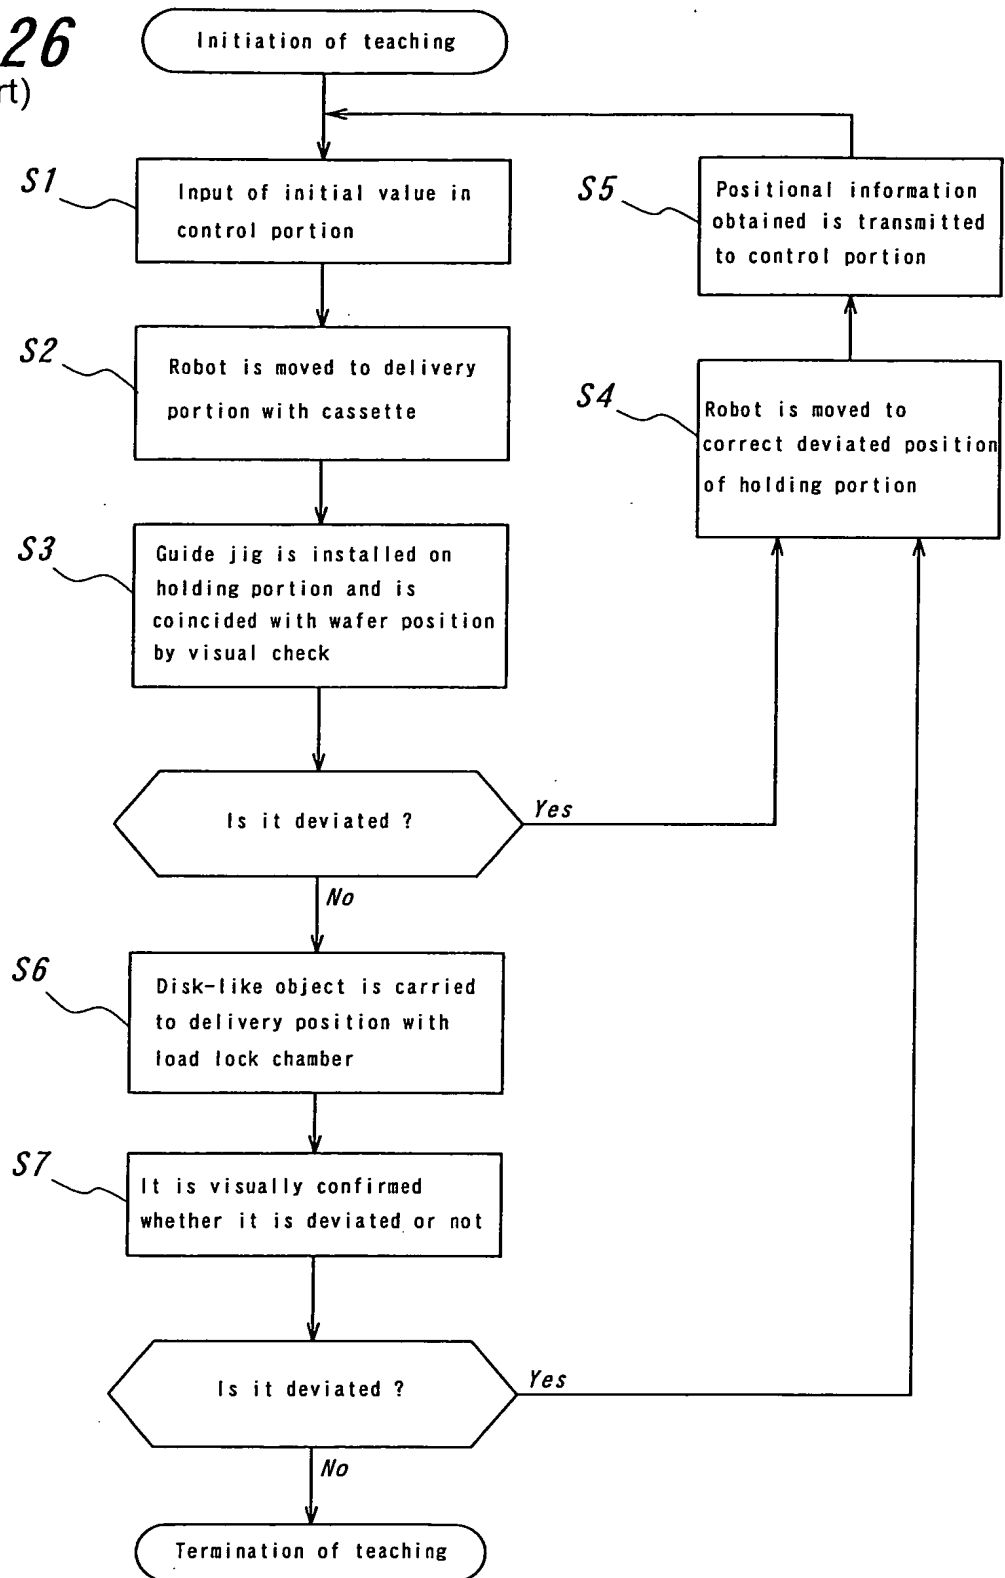 26
rt)
Initiation of teaching
S1
Input of initial value in
control portion
S2
Robot is moved to delivery
portion with cassette
S3
Guide jig is installed on
holding portion and is
coincided with wafer position
by visual check
Is it deviated ?
Yes
No
S4
Robot is moved to
correct deviated position
of holding portion
S5
Positional information
obtained is transmitted
to control portion
S6
Disk-like object is carried
to delivery position with
load lock chamber
S7
It is visually confirmed
whether it is deviated or not
Is it deviated ?
Yes
No
Termination of teaching